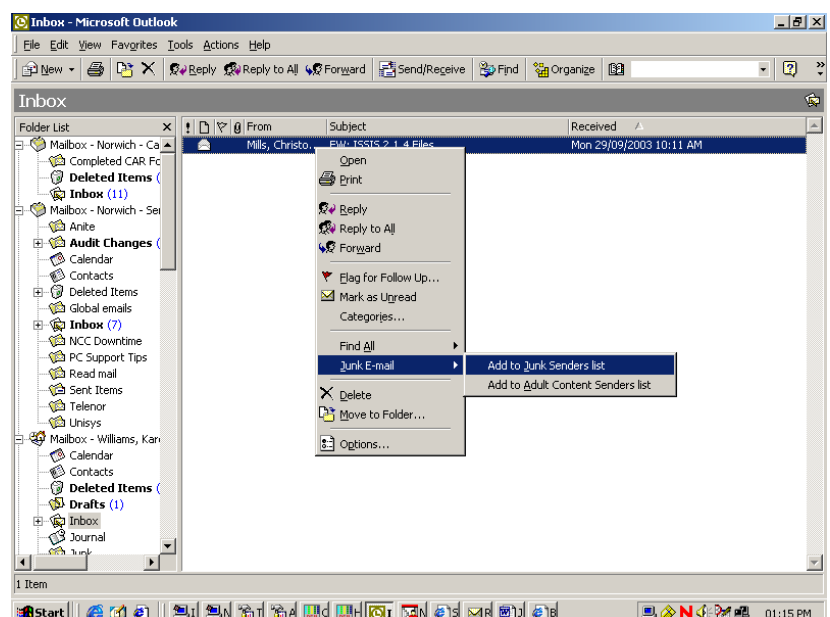 Inbox - Microsoft Outlook
File Edit View Favorites Tools Actions Help
New Reply Reply to All Forward Send/Receive Find Organize
Inbox
Folder List
Mailbox - Norwich - Ca
Completed CAR Fc
Deleted Items (
Inbox (11)
Mailbox - Norwich - Ser
Anite
Audit Changes (
Calendar
Contacts
Deleted Items
Global emails
Inbox (7)
NCC Downtime
PC Support Tips
Read mail
Sent Items
Telenor
Unisys
Mailbox - Williams, Kare
Calendar
Contacts
Deleted Items (
Drafts (1)
Inbox
Journal
Junk
From Subject Received
Mills, Christo... FW: ISSIS 2.1.4 Files Mon 29/09/2003 10:11 AM
Open
Print
Reply
Reply to All
Forward
Flag for Follow Up...
Mark as Unread
Categories...
Find All
Junk E-mail
Delete
Move to Folder...
Options...
Add to Junk Senders list
Add to Adult Content Senders list
1 Item
Start 01:15 PM